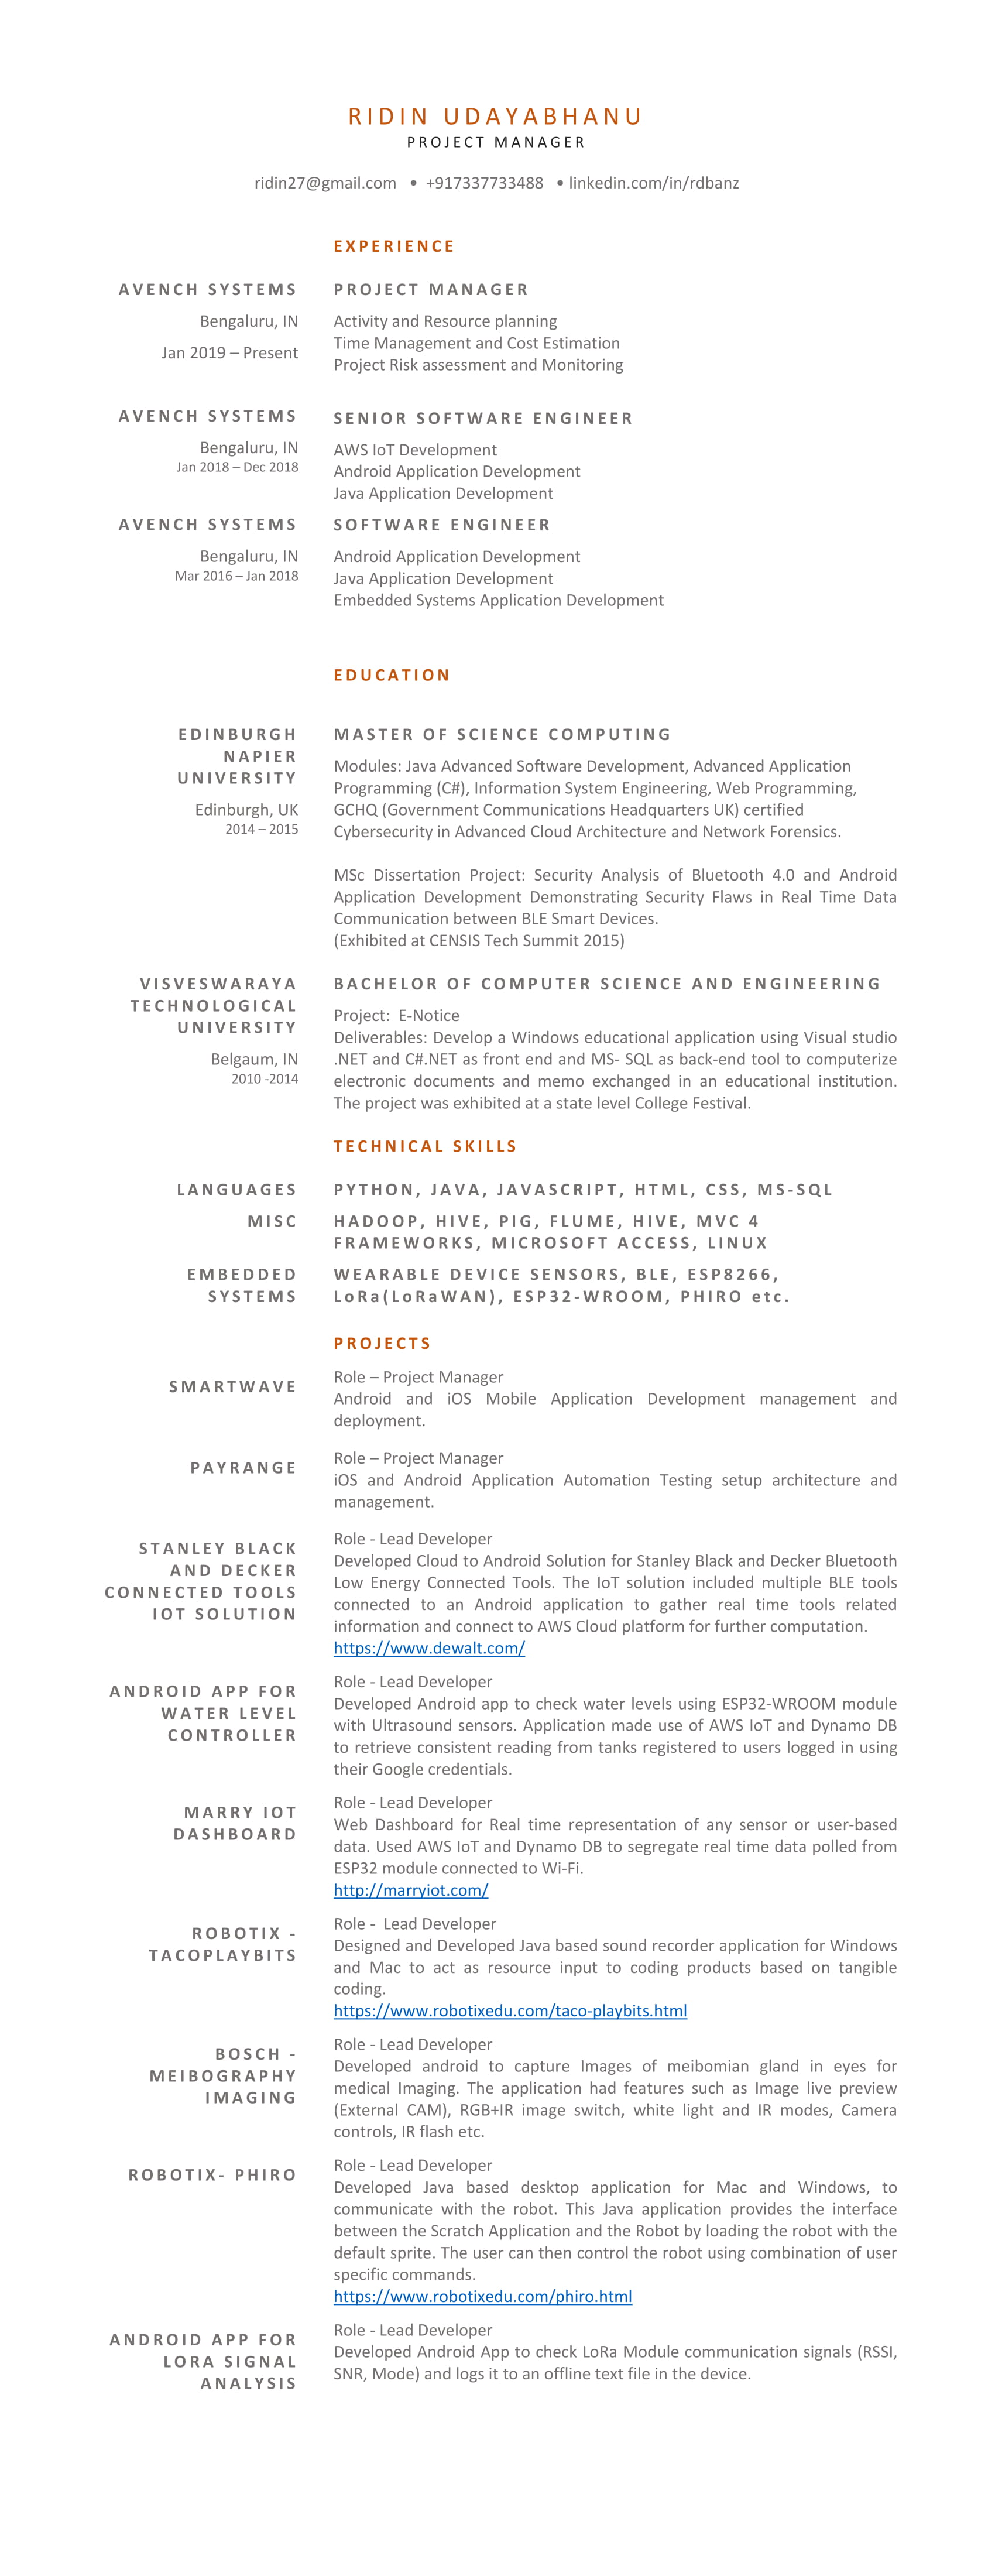 RIDIN UDAYABHANU
PROJECT MANAGER
ridin27@gmail.com • +917337733488 • linkedin.com/in/rdbanz
EXPERIENCE
AVENCH SYSTEMS
Bengaluru, IN
Jan 2019 – Present
PROJECT MANAGER
Activity and Resource planning
Time Management and Cost Estimation
Project Risk assessment and Monitoring
AVENCH SYSTEMS
Bengaluru, IN
Jan 2018 – Dec 2018
SENIOR SOFTWARE ENGINEER
AWS IoT Development
Android Application Development
Java Application Development
AVENCH SYSTEMS
Bengaluru, IN
Mar 2016 – Jan 2018
SOFTWARE ENGINEER
Android Application Development
Java Application Development
Embedded Systems Application Development
EDUCATION
EDINBURGH
NAPIER
UNIVERSITY
Edinburgh, UK
2014 – 2015
MASTER OF SCIENCE COMPUTING
Modules: Java Advanced Software Development, Advanced Application
Programming (C#), Information System Engineering, Web Programming,
GCHQ (Government Communications Headquarters UK) certified
Cybersecurity in Advanced Cloud Architecture and Network Forensics.
MSc Dissertation Project: Security Analysis of Bluetooth 4.0 and Android
Application Development Demonstrating Security Flaws in Real Time Data
Communication between BLE Smart Devices.
(Exhibited at CENSIS Tech Summit 2015)
VISVESWARAYA
TECHNOLOGICAL
UNIVERSITY
Belgaum, IN
2010 -2014
BACHELOR OF COMPUTER SCIENCE AND ENGINEERING
Project: E-Notice
Deliverables: Develop a Windows educational application using Visual studio
.NET and C#.NET as front end and MS- SQL as back-end tool to computerize
electronic documents and memo exchanged in an educational institution.
The project was exhibited at a state level College Festival.
TECHNICAL SKILLS
LANGUAGES
PYTHON, JAVA, JAVASCRIPT, HTML, CSS, MS-SQL
MISC
HADOOP, HIVE, PIG, FLUME, HIVE, MVC 4
FRAMEWORKS, MICROSOFT ACCESS, LINUX
EMBEDDED
SYSTEMS
WEARABLE DEVICE SENSORS, BLE, ESP8266,
LoRa(LoRaWAN), ESP32-WROOM, PHIRO etc.
PROJECTS
SMARTWAVE
Role – Project Manager
Android and iOS Mobile Application Development management and
deployment.
PAYRANGE
Role – Project Manager
iOS and Android Application Automation Testing setup architecture and
management.
STANLEY BLACK
AND DECKER
CONNECTED TOOLS
IOT SOLUTION
Role - Lead Developer
Developed Cloud to Android Solution for Stanley Black and Decker Bluetooth
Low Energy Connected Tools. The IoT solution included multiple BLE tools
connected to an Android application to gather real time tools related
information and connect to AWS Cloud platform for further computation.
https://www.dewalt.com/
ANDROID APP FOR
WATER LEVEL
CONTROLLER
Role - Lead Developer
Developed Android app to check water levels using ESP32-WROOM module
with Ultrasound sensors. Application made use of AWS IoT and Dynamo DB
to retrieve consistent reading from tanks registered to users logged in using
their Google credentials.
MARRY IOT
DASHBOARD
Role - Lead Developer
Web Dashboard for Real time representation of any sensor or user-based
data. Used AWS IoT and Dynamo DB to segregate real time data polled from
ESP32 module connected to Wi-Fi.
http://marryiot.com/
ROBOTIX -
TACOPLAYBITS
Role - Lead Developer
Designed and Developed Java based sound recorder application for Windows
and Mac to act as resource input to coding products based on tangible
coding.
https://www.robotixedu.com/taco-playbits.html
BOSCH -
MEIBOGRAPHY
IMAGING
Role - Lead Developer
Developed android to capture Images of meibomian gland in eyes for
medical Imaging. The application had features such as Image live preview
(External CAM), RGB+IR image switch, white light and IR modes, Camera
controls, IR flash etc.
ROBOTIX- PHIRO
Role - Lead Developer
Developed Java based desktop application for Mac and Windows, to
communicate with the robot. This Java application provides the interface
between the Scratch Application and the Robot by loading the robot with the
default sprite. The user can then control the robot using combination of user
specific commands.
https://www.robotixedu.com/phiro.html
ANDROID APP FOR
LORA SIGNAL
ANALYSIS
Role - Lead Developer
Developed Android App to check LoRa Module communication signals (RSSI,
SNR, Mode) and logs it to an offline text file in the device.